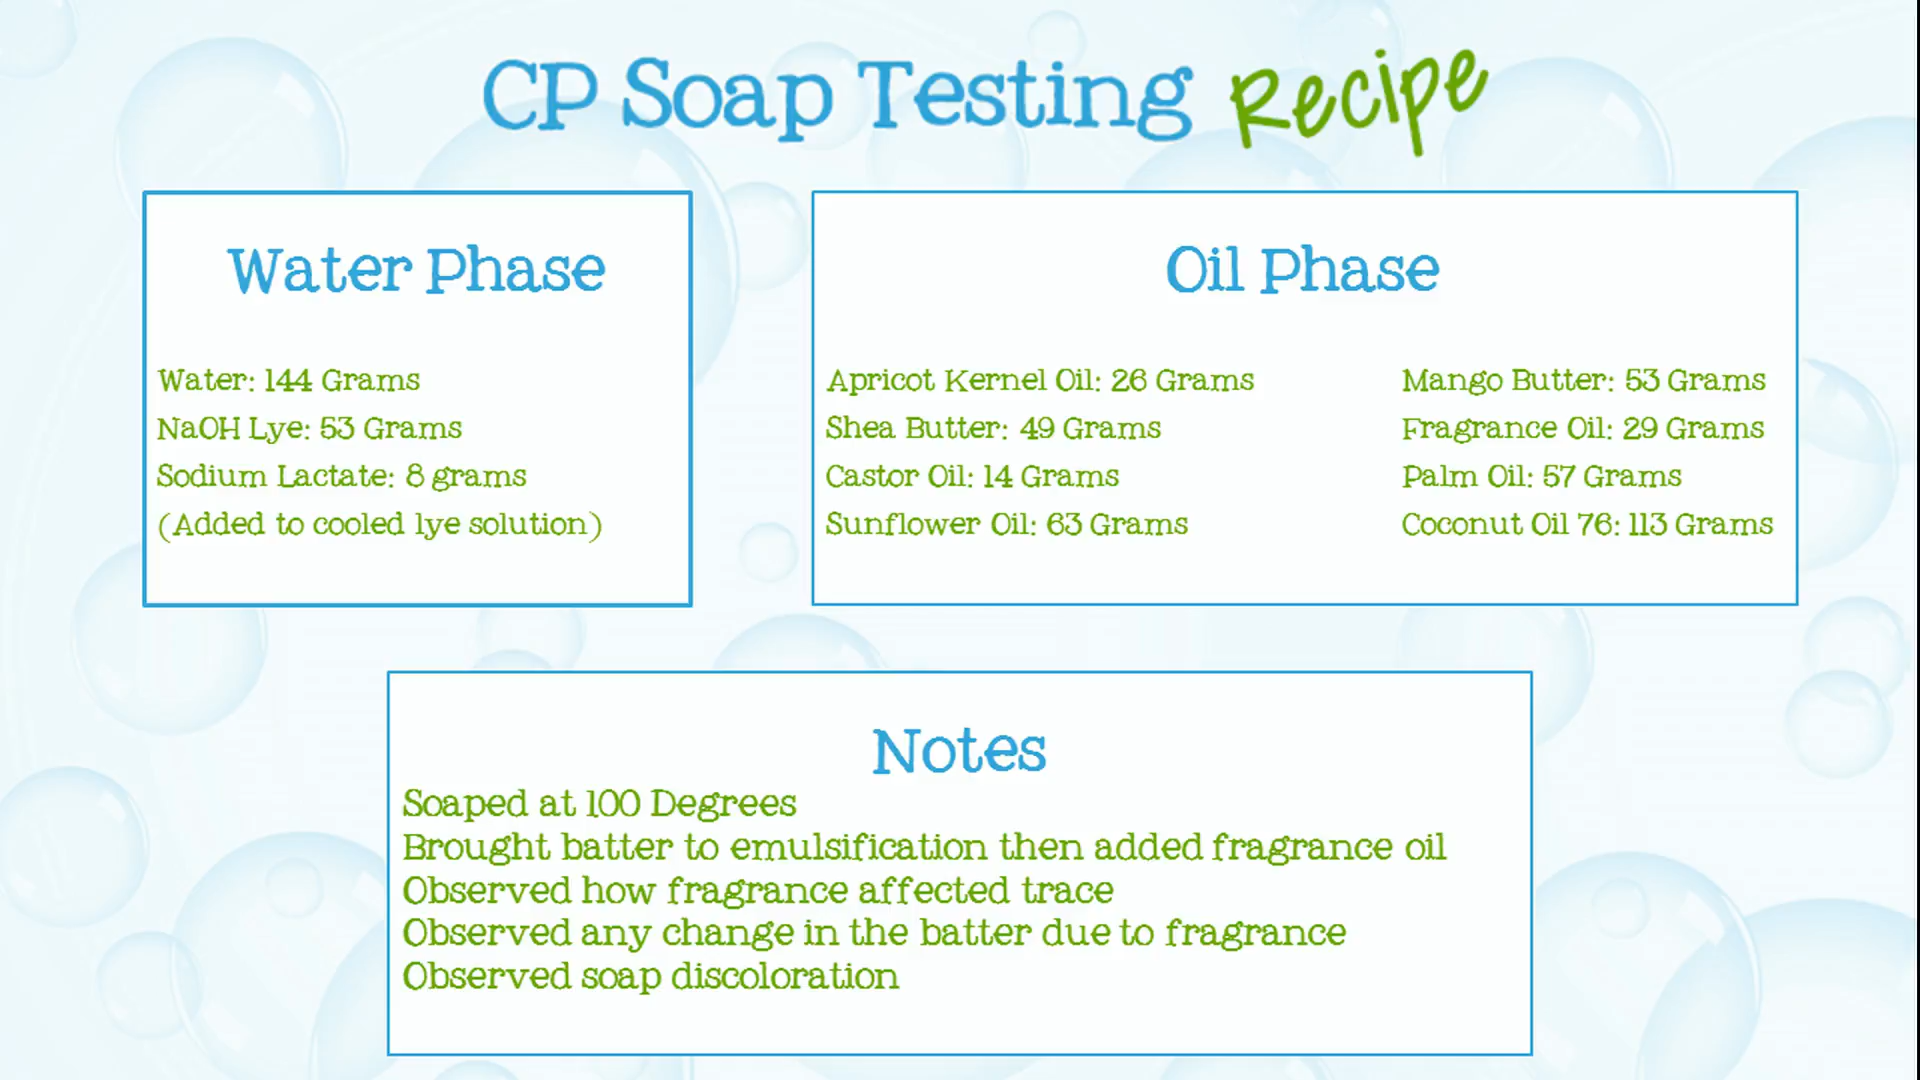 CP Soap Testing Recipe
Water Phase
Water: 144 Grams
NaOH Lye: 53 Grams
Sodium Lactate: 8 grams
(Added to cooled lye solution)
Oil Phase
Apricot Kernel Oil: 26 Grams
Shea Butter: 49 Grams
Castor Oil: 14 Grams
Sunflower Oil: 63 Grams
Mango Butter: 53 Grams
Fragrance Oil: 29 Grams
Palm Oil: 57 Grams
Coconut Oil 76: 113 Grams
Notes
Soaped at 100 Degrees
Brought batter to emulsification then added fragrance oil
Observed how fragrance affected trace
Observed any change in the batter due to fragrance
Observed soap discoloration